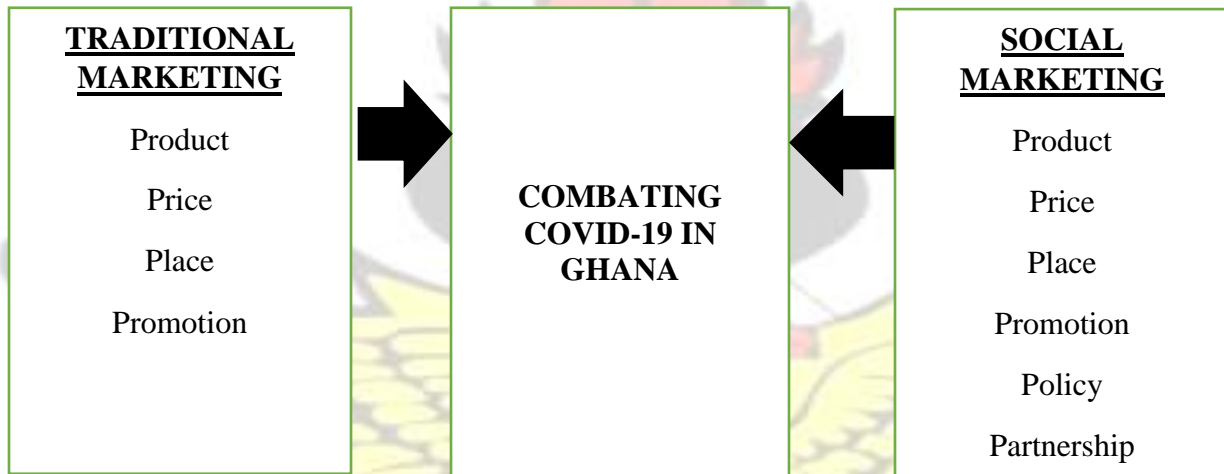 TRADITIONAL
MARKETING
Product
Price
Place
Promotion
COMBATING
COVID-19 IN
GHANA
SOCIAL
MARKETING
Product
Price
Place
Promotion
Policy
Partnership